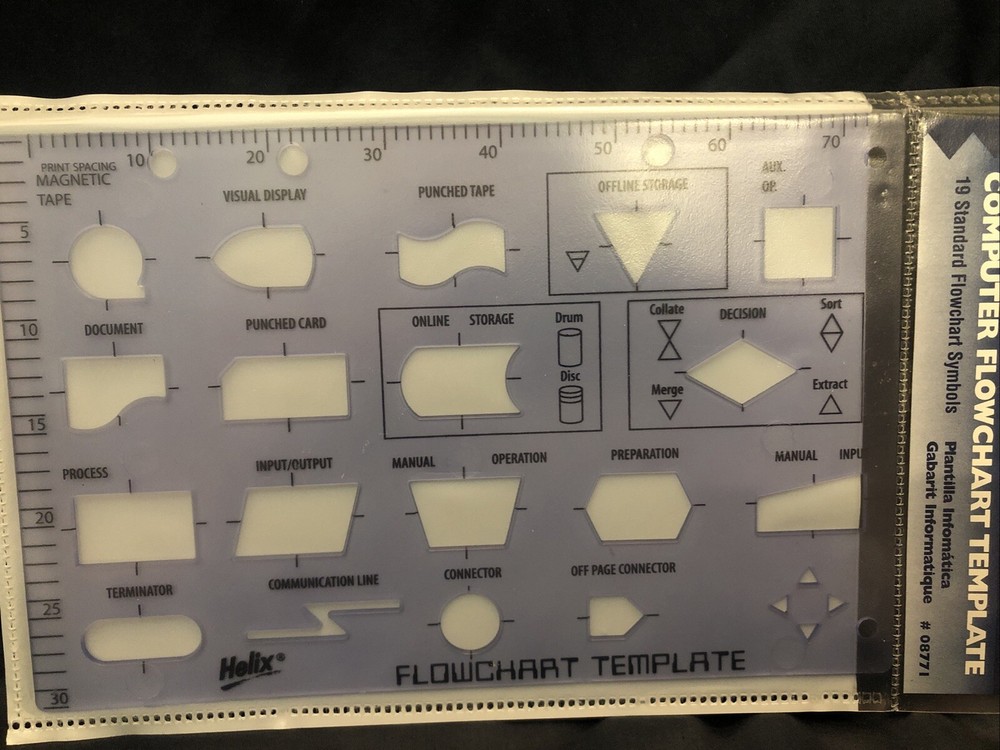 10 20 30 40 50 60 70
PRINT SPACING
MAGNETIC
TAPE
VISUAL DISPLAY
PUNCHED TAPE
OFFLINE STORAGE
AUX.
OP.
5
10
DOCUMENT
PUNCHED CARD
ONLINE STORAGE
Drum
Disc
Collate
DECISION
Sort
Merge
Extract
15
PROCESS
INPUT/OUTPUT
MANUAL OPERATION
PREPARATION
MANUAL INPU
20
TERMINATOR
COMMUNICATION LINE
CONNECTOR
OFF PAGE CONNECTOR
25
Helix®
FLOWCHART TEMPLATE
30
COMPUTER FLOWCHART TEMPLATE
19 Standard Flowchart Symbols
Plantilla Informática
Gabarit Informatique # 08771